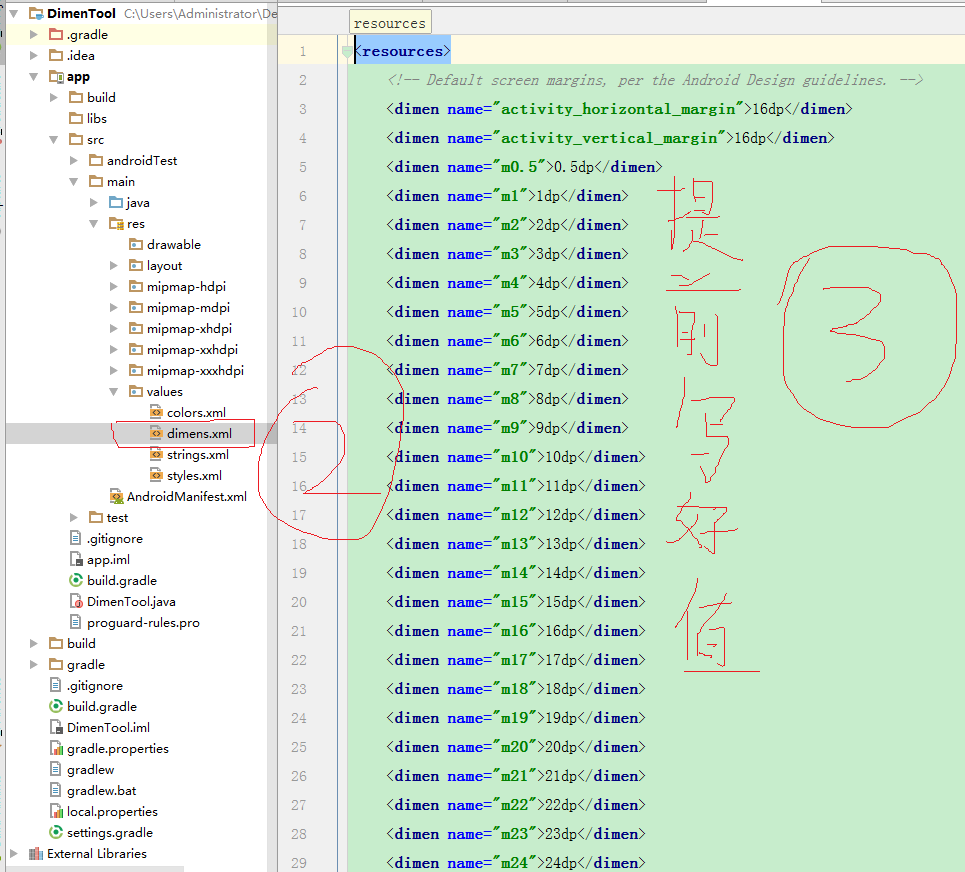 DimenTool C:\Users\Administrator\De
.gradle
.idea
app
build
libs
src
androidTest
main
java
res
drawable
layout
mipmap-hdpi
mipmap-mdpi
mipmap-xhdpi
mipmap-xxhdpi
mipmap-xxxhdpi
values
colors.xml
dimens.xml
strings.xml
styles.xml
AndroidManifest.xml
test
.gitignore
app.iml
build.gradle
DimenTool.java
proguard-rules.pro
build
gradle
.gitignore
build.gradle
DimenTool.iml
gradle.properties
gradlew
gradlew.bat
local.properties
settings.gradle
External Libraries
resources
1 <resources>
2 <!-- Default screen margins, per the Android Design guidelines. -->
3 <dimen name="activity_horizontal_margin">16dp</dimen>
4 <dimen name="activity_vertical_margin">16dp</dimen>
5 <dimen name="m0.5">0.5dp</dimen>
6 <dimen name="m1">1dp</dimen>
7 <dimen name="m2">2dp</dimen>
8 <dimen name="m3">3dp</dimen>
9 <dimen name="m4">4dp</dimen>
10 <dimen name="m5">5dp</dimen>
11 <dimen name="m6">6dp</dimen>
12 <dimen name="m7">7dp</dimen>
13 <dimen name="m8">8dp</dimen>
14 <dimen name="m9">9dp</dimen>
15 <dimen name="m10">10dp</dimen>
16 <dimen name="m11">11dp</dimen>
17 <dimen name="m12">12dp</dimen>
18 <dimen name="m13">13dp</dimen>
19 <dimen name="m14">14dp</dimen>
20 <dimen name="m15">15dp</dimen>
21 <dimen name="m16">16dp</dimen>
22 <dimen name="m17">17dp</dimen>
23 <dimen name="m18">18dp</dimen>
24 <dimen name="m19">19dp</dimen>
25 <dimen name="m20">20dp</dimen>
26 <dimen name="m21">21dp</dimen>
27 <dimen name="m22">22dp</dimen>
28 <dimen name="m23">23dp</dimen>
29 <dimen name="m24">24dp</dimen>
2
提前写好值
3